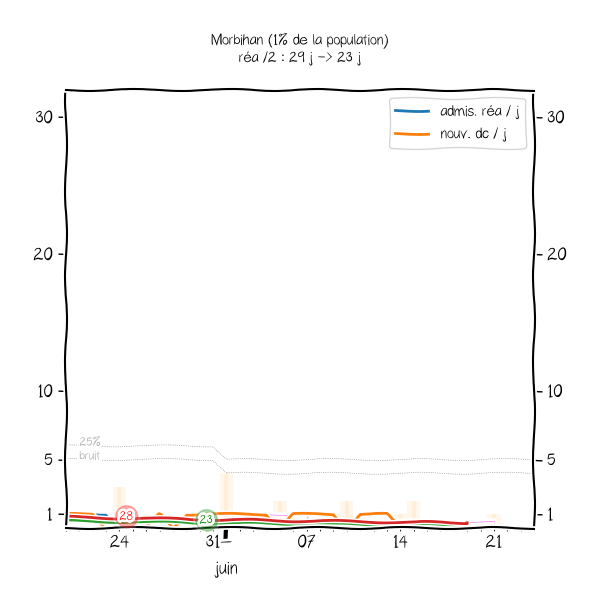 Morbihan (1% de la population)
réa /2 : 29 j -> 23 j
admis. réa / j
nouv. dc / j
30 30
20 20
10 10
25%
5 5
bruit
28 23
1 1
24 31 07 14 21
juin